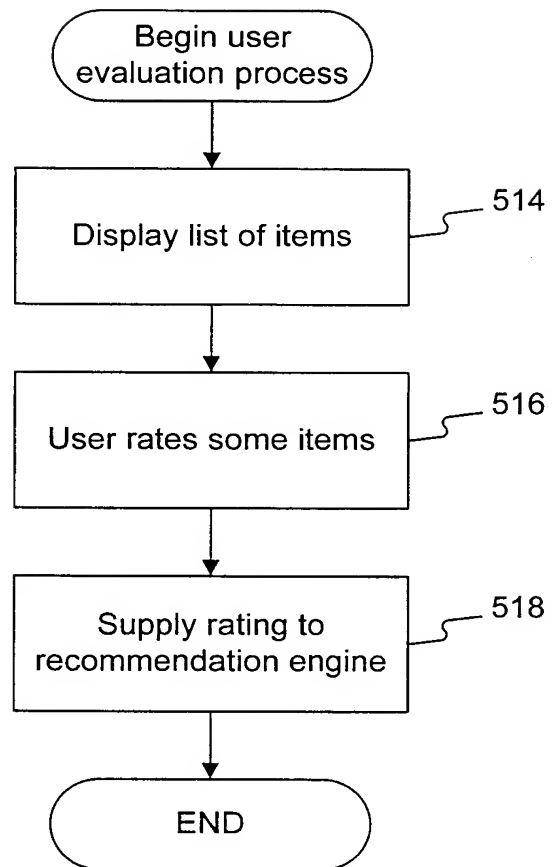 Begin user
evaluation process
514
Display list of items
516
User rates some items
518
Supply rating to
recommendation engine
END